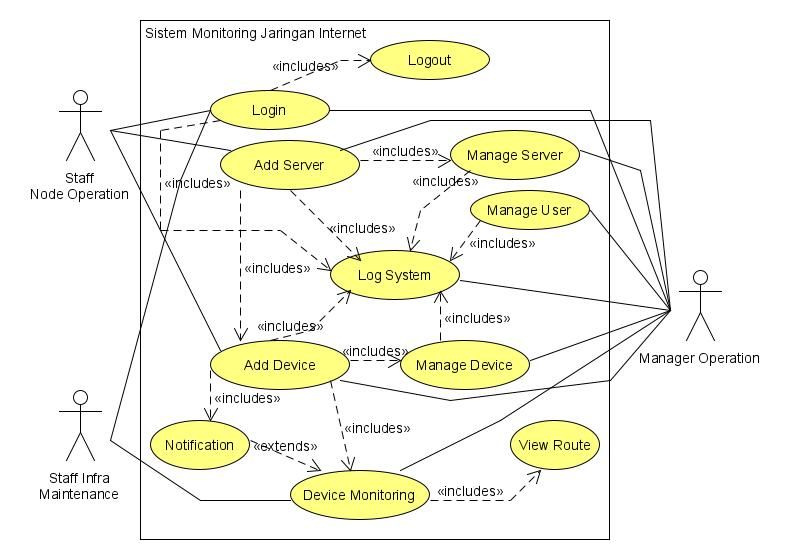 Sistem Monitoring Jaringan Internet
«includes»
Logout
Login
Staff
Node Operation
Add Server
«includes»
Manage Server
«includes»
«includes»
Manage User
«includes»
«includes»
«includes»
Log System
Manager Operation
«includes»
«includes»
Add Device
«includes»
Manage Device
«includes»
«includes»
Notification
«extends»
View Route
Staff Infra
Maintenance
Device Monitoring
«includes»